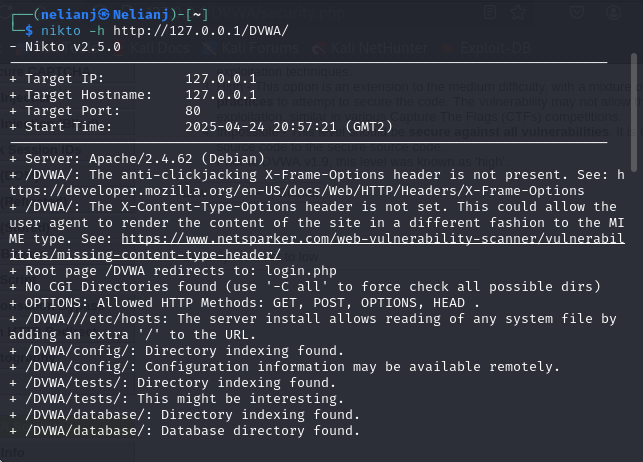 ┌──(nelianj㉿Nelianj)-[~]
└─$ nikto -h http://127.0.0.1/DVWA/
- Nikto v2.5.0
+ Target IP:          127.0.0.1
+ Target Hostname:    127.0.0.1
+ Target Port:        80
+ Start Time:         2025-04-24 20:57:21 (GMT2)
+ Server: Apache/2.4.62 (Debian)
+ /DVWA/: The anti-clickjacking X-Frame-Options header is not present. See: h
ttps://developer.mozilla.org/en-US/docs/Web/HTTP/Headers/X-Frame-Options
+ /DVWA/: The X-Content-Type-Options header is not set. This could allow the
user agent to render the content of the site in a different fashion to the MI
ME type. See: https://www.netsparker.com/web-vulnerability-scanner/vulnerabil
ities/missing-content-type-header/
+ Root page /DVWA redirects to: login.php
+ No CGI Directories found (use '-C all' to force check all possible dirs)
+ OPTIONS: Allowed HTTP Methods: GET, POST, OPTIONS, HEAD .
+ /DVWA///etc/hosts: The server install allows reading of any system file by
adding an extra '/' to the URL.
+ /DVWA/config/: Directory indexing found.
+ /DVWA/config/: Configuration information may be available remotely.
+ /DVWA/tests/: Directory indexing found.
+ /DVWA/tests/: This might be interesting.
+ /DVWA/database/: Directory indexing found.
+ /DVWA/database/: Database directory found.